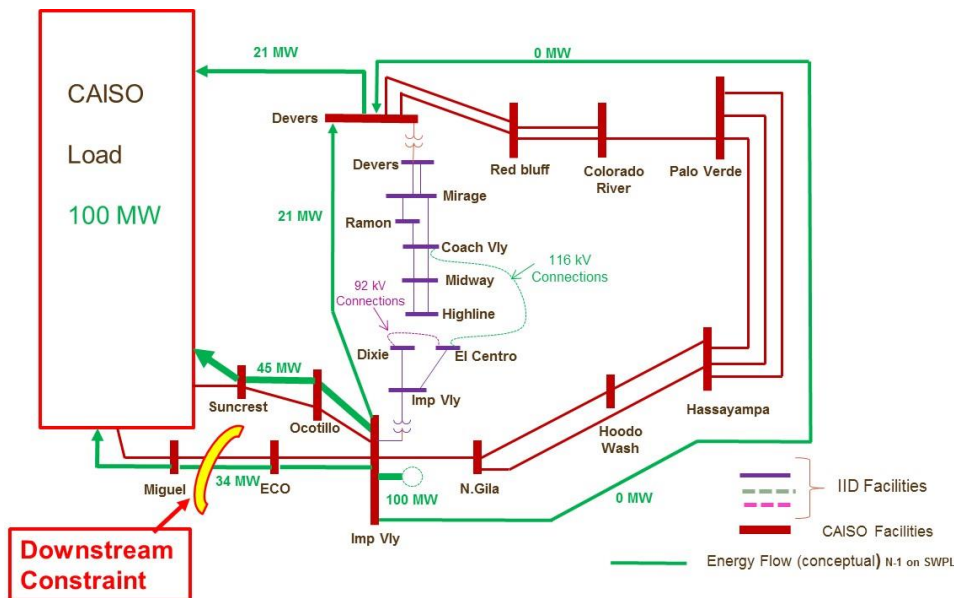 21 MW
0 MW
CAISO
Load
100 MW
Devers
Red bluff
Colorado
River
Palo Verde
Devers
Mirage
Ramon
21 MW
Coach Vly
116 kV
Connections
Midway
92 kV
Connections
Highline
Dixie
El Centro
45 MW
Imp Vly
Suncrest
Ocotillo
Hassayampa
Hoodo
Wash
Miguel
34 MW
ECO
100 MW
N.Gila
0 MW
Imp Vly
IID Facilities
CAISO Facilities
Downstream
Constraint
Energy Flow (conceptual) N-1 on SWPL